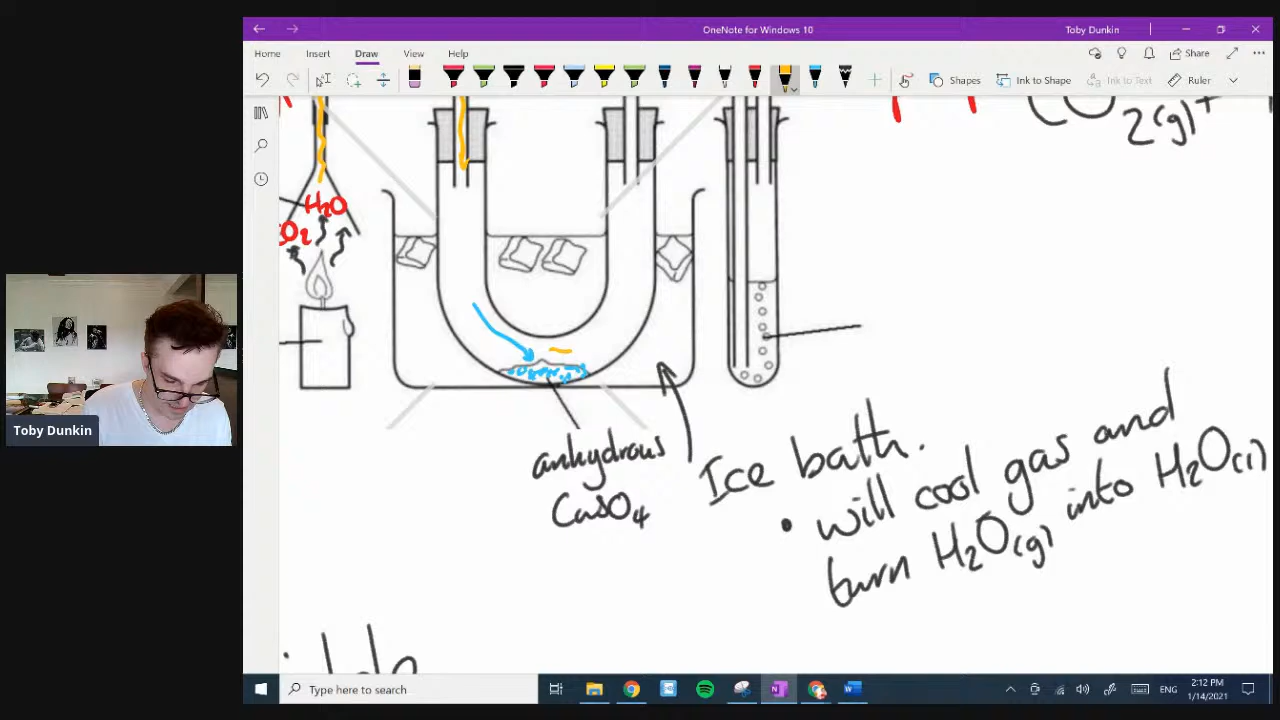 OneNote for Windows 10
Toby Dunkin
Home Insert Draw View Help
Share
Shapes
Ink to Shape
Ink to Text
Ruler
2(g)+
H2O
O2
anhydrous
CuSO4
Ice bath.
• will cool gas and
turn H2O(g) into H2O(l)
Toby Dunkin
Type here to search
ENG
2:12 PM
1/14/2021